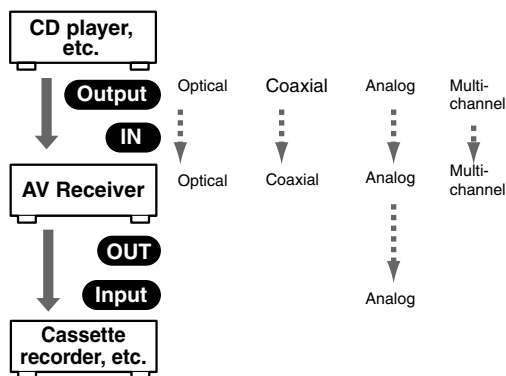 CD player,
etc.
Output
Optical
Coaxial
Analog
Multi-
channel
IN
AV Receiver
Optical
Coaxial
Analog
Multi-
channel
OUT
Input
Analog
Cassette
recorder, etc.